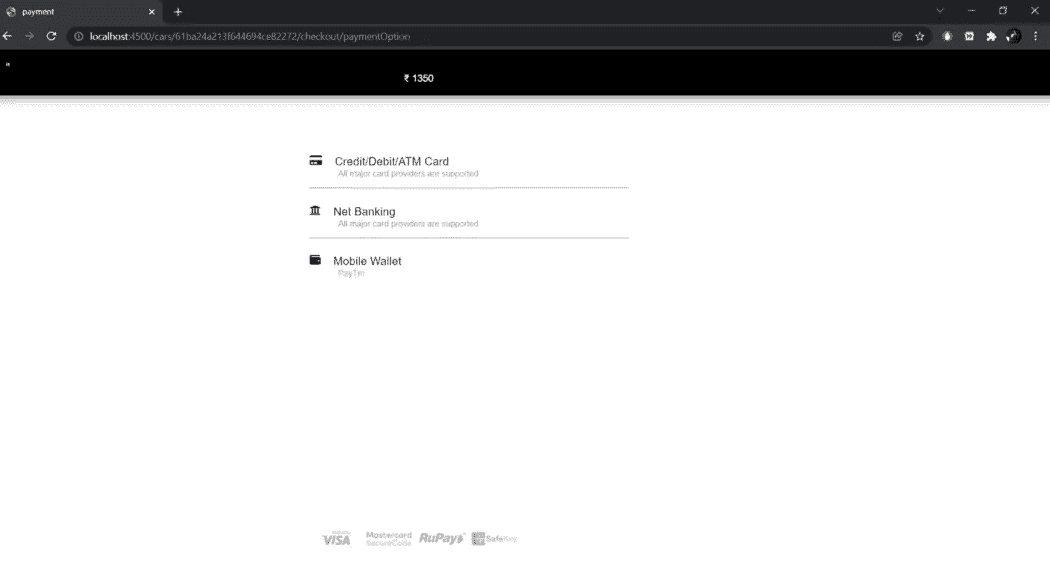 payment
localhost:4500/cars/61ba24a213f644694ce82272/checkout/paymentOption
₹ 1350
Credit/Debit/ATM Card
All major card providers are supported
Net Banking
All major card providers are supported
Mobile Wallet
PayTm
VISA Mastercard SecureCode RuPay SafeKey